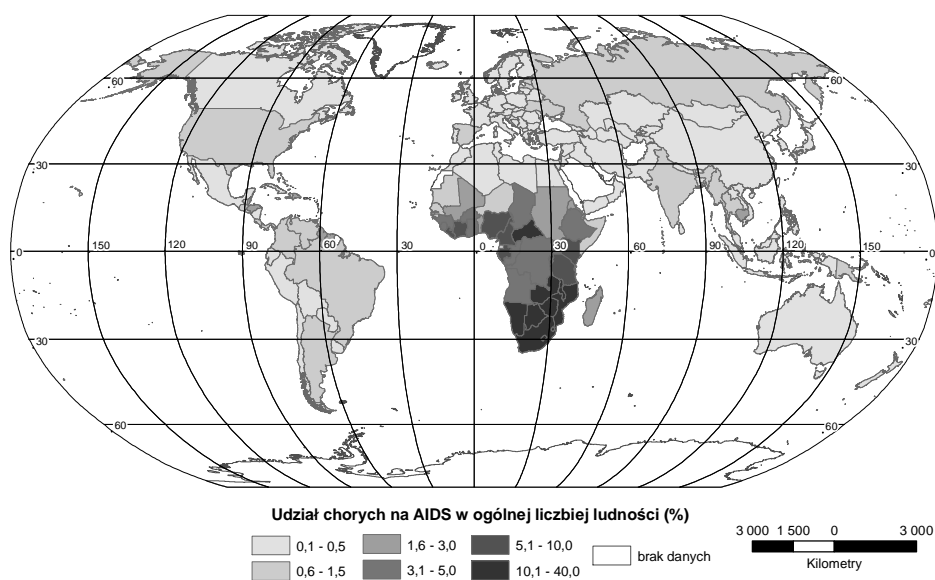 60 60
30 30
150 120 90 60 30 0 30 60 90 120 150
0 0
30 30
60 60
Udział chorych na AIDS w ogólnej liczbiej ludności (%)
0,1 - 0,5 1,6 - 3,0 5,1 - 10,0 brak danych
0,6 - 1,5 3,1 - 5,0 10,1 - 40,0
3 000 1 500 0 3 000
Kilometry